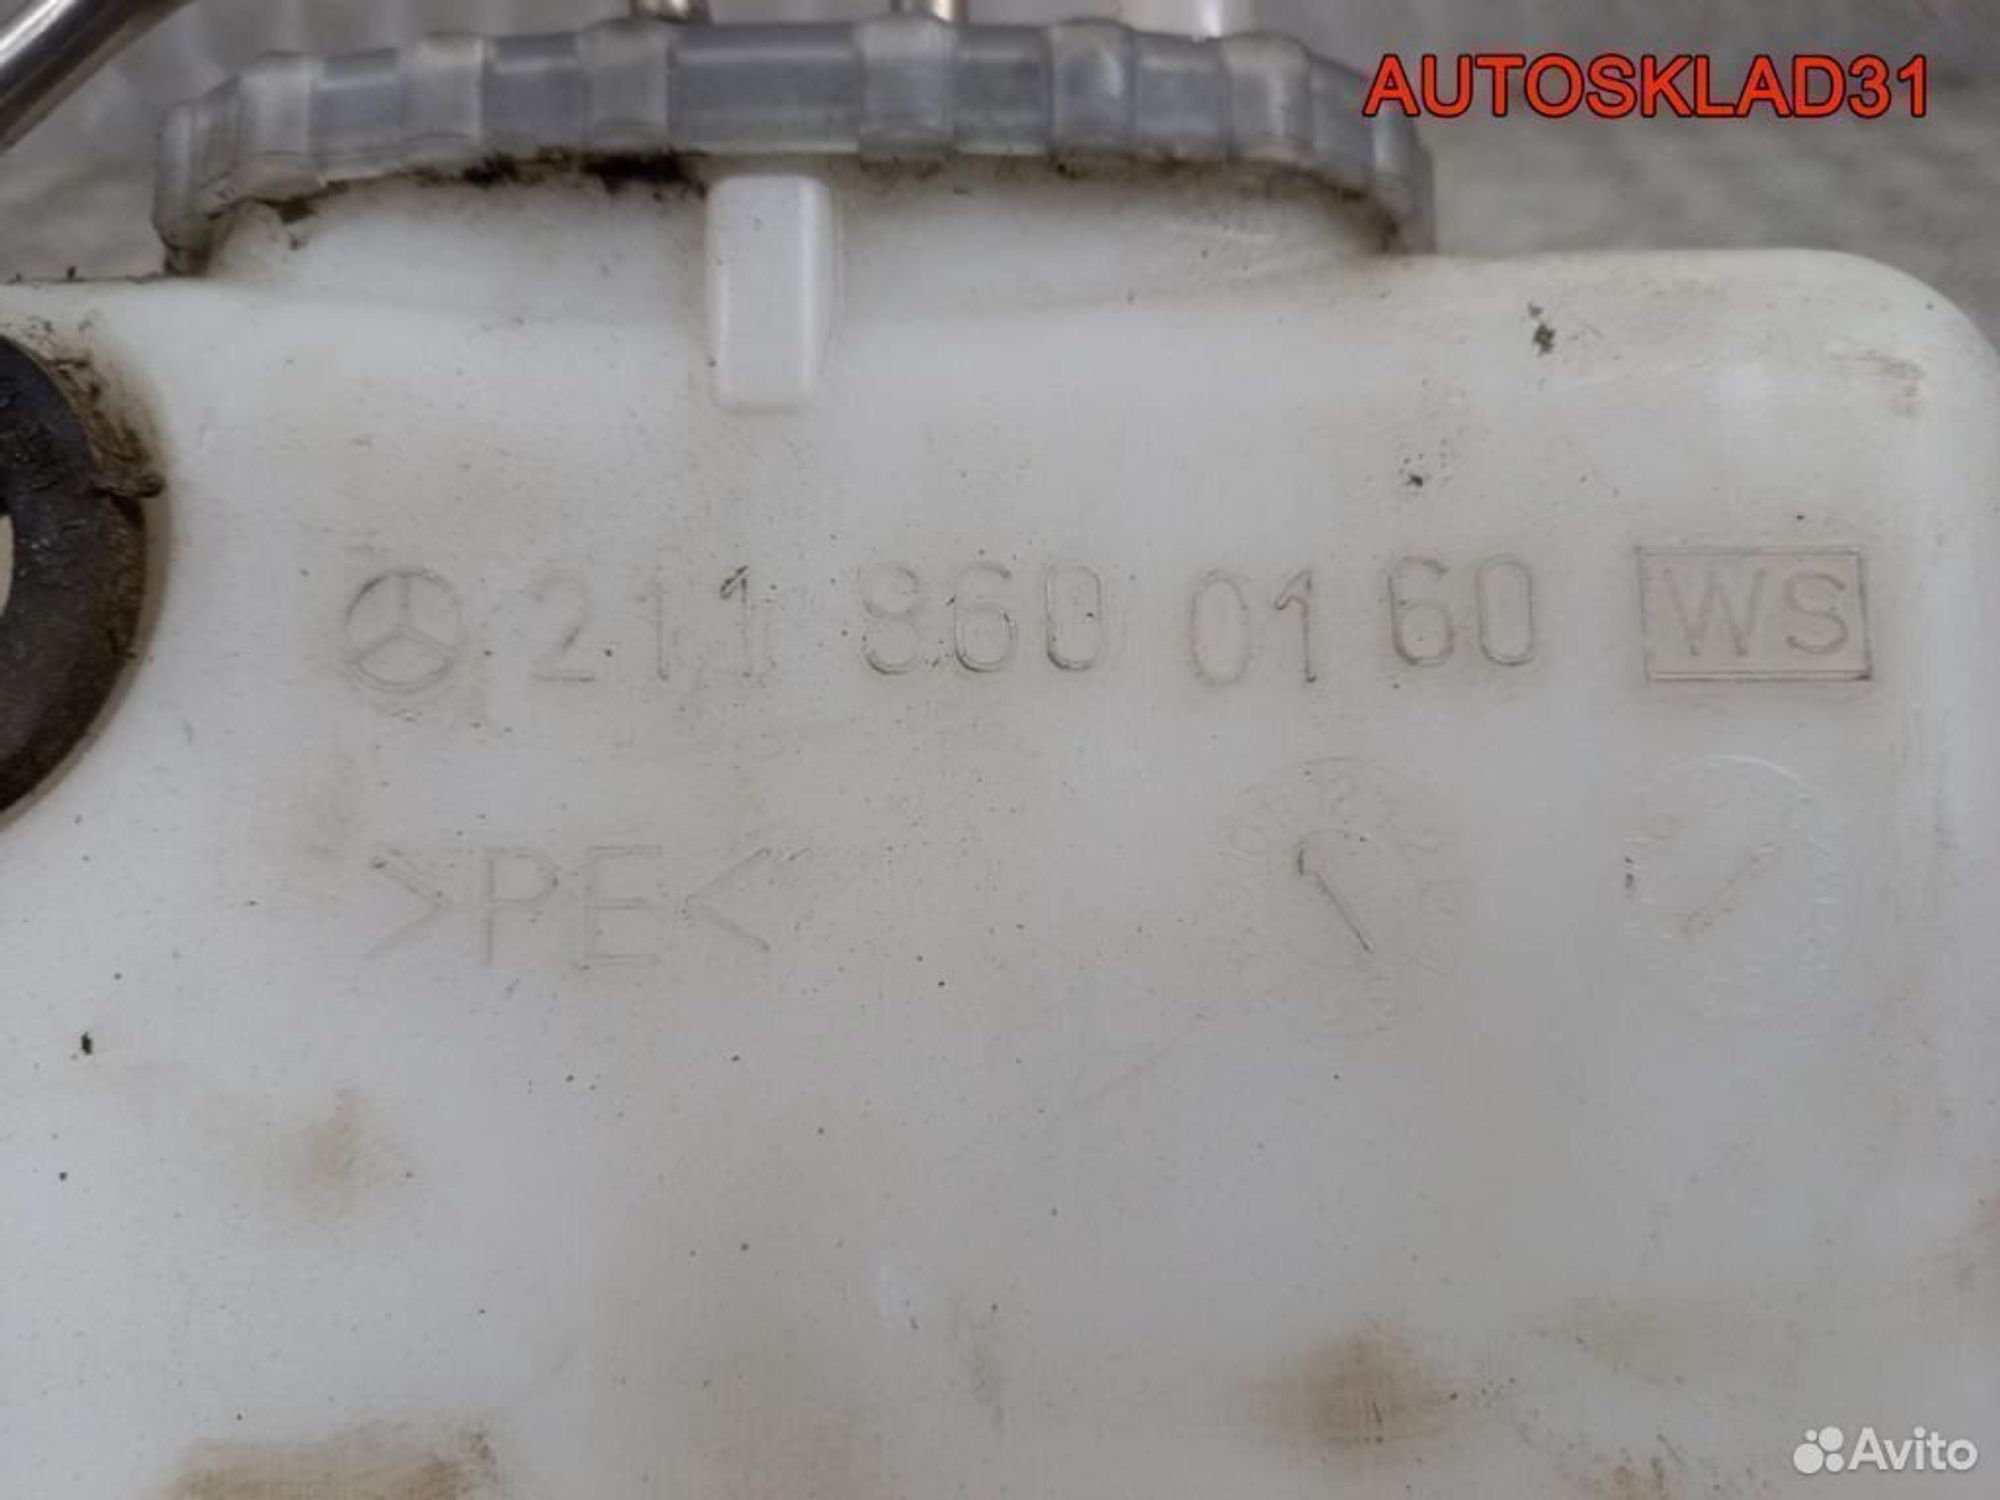 AUTOSKLAD31
211 860 01 60 WS
>PE<
Avito